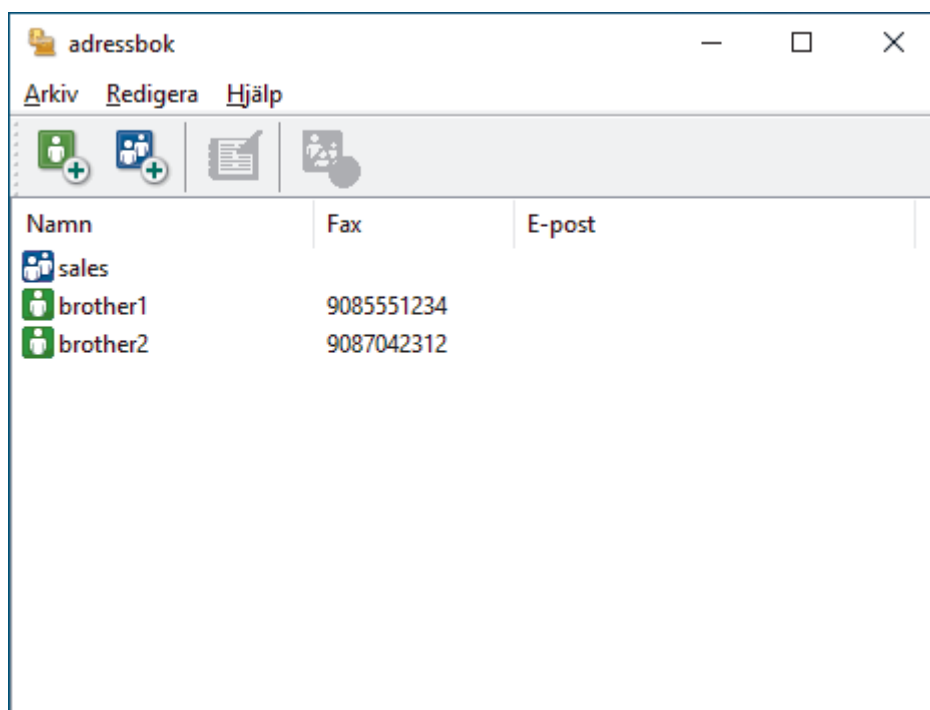 adressbok
Arkiv Redigera Hjälp
Namn Fax E-post
sales
brother1 9085551234
brother2 9087042312